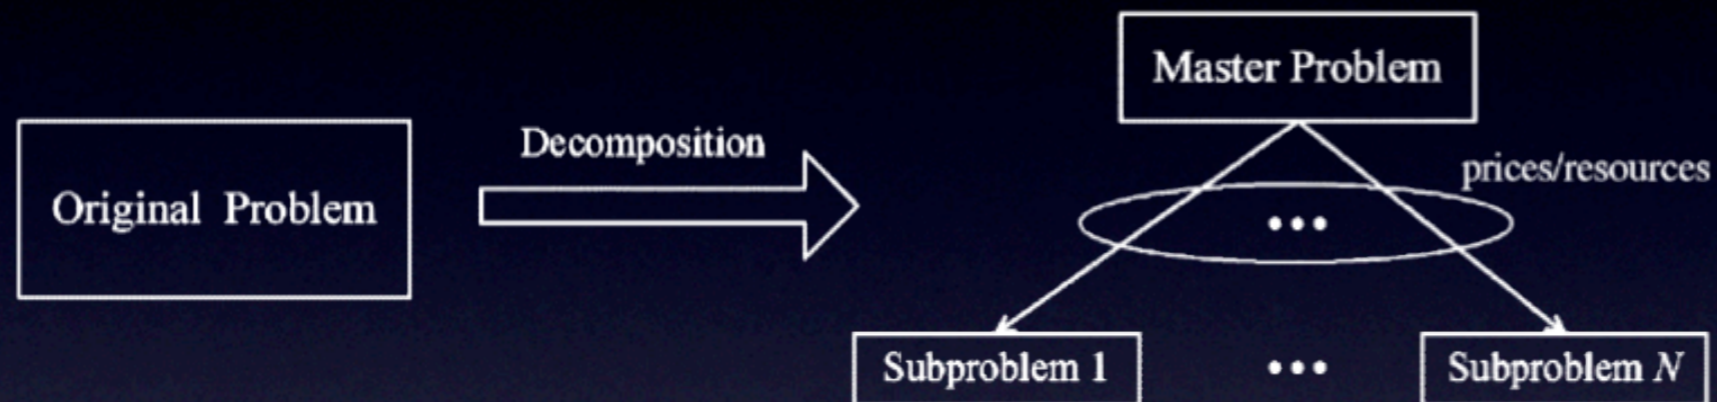 Original Problem
Decomposition
Master Problem
prices/resources
...
Subproblem 1
...
Subproblem N